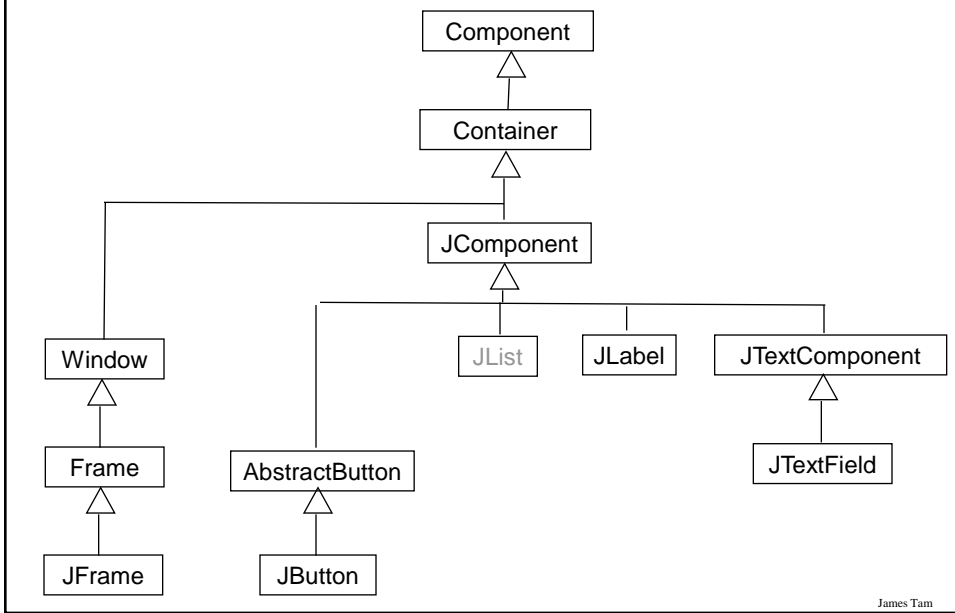 Component
Container
JComponent
JList
JLabel
JTextComponent
Window
Frame
AbstractButton
JTextField
JFrame
JButton
James Tam